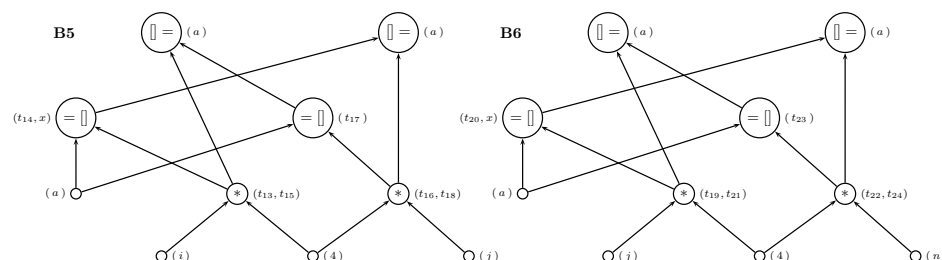 B5 [] = (a) [] = (a) B6 [] = (a) [] = (a)
(t14, x) = [] = [] (t17) (t20, x) = [] = [] (t23)
(a) * (t13, t15) * (t16, t18) (a) * (t19, t21) * (t22, t24)
(i) (4) (j) (j) (4) (n